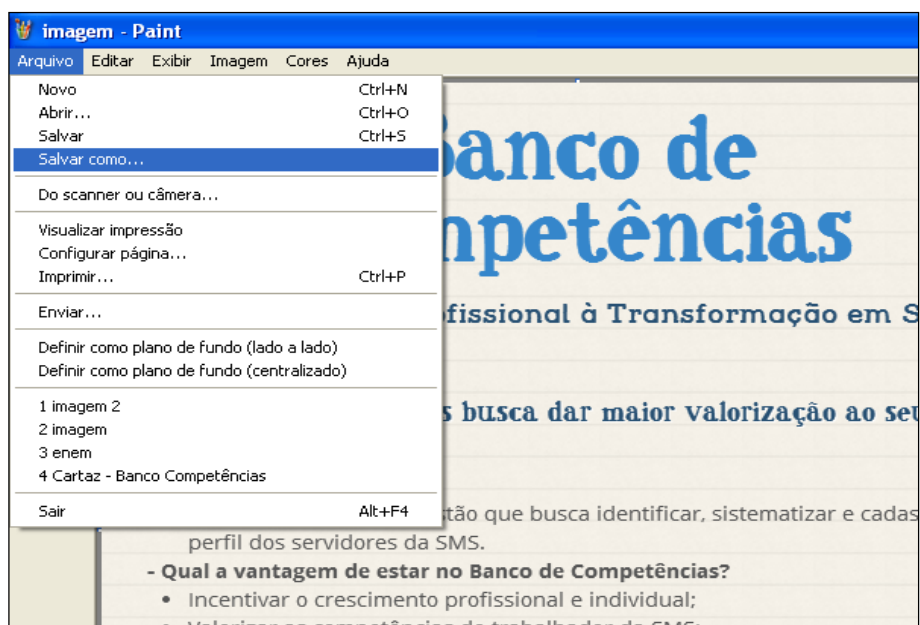 imagem - Paint
Arquivo Editar Exibir Imagem Cores Ajuda
Novo Ctrl+N
Abrir... Ctrl+O
Salvar Ctrl+S
Salvar como...
Do scanner ou câmera...
Visualizar impressão
Configurar página...
Imprimir... Ctrl+P
Enviar...
Definir como plano de fundo (lado a lado)
Definir como plano de fundo (centralizado)
1 imagem 2
2 imagem
3 enem
4 Cartaz - Banco Competências
Sair Alt+F4
anco de
mpetências
fissional à Transformação em S
s busca dar maior valorização ao seu
tão que busca identificar, sistematizar e cadas
perfil dos servidores da SMS.
- Qual a vantagem de estar no Banco de Competências?
• Incentivar o crescimento profissional e individual;